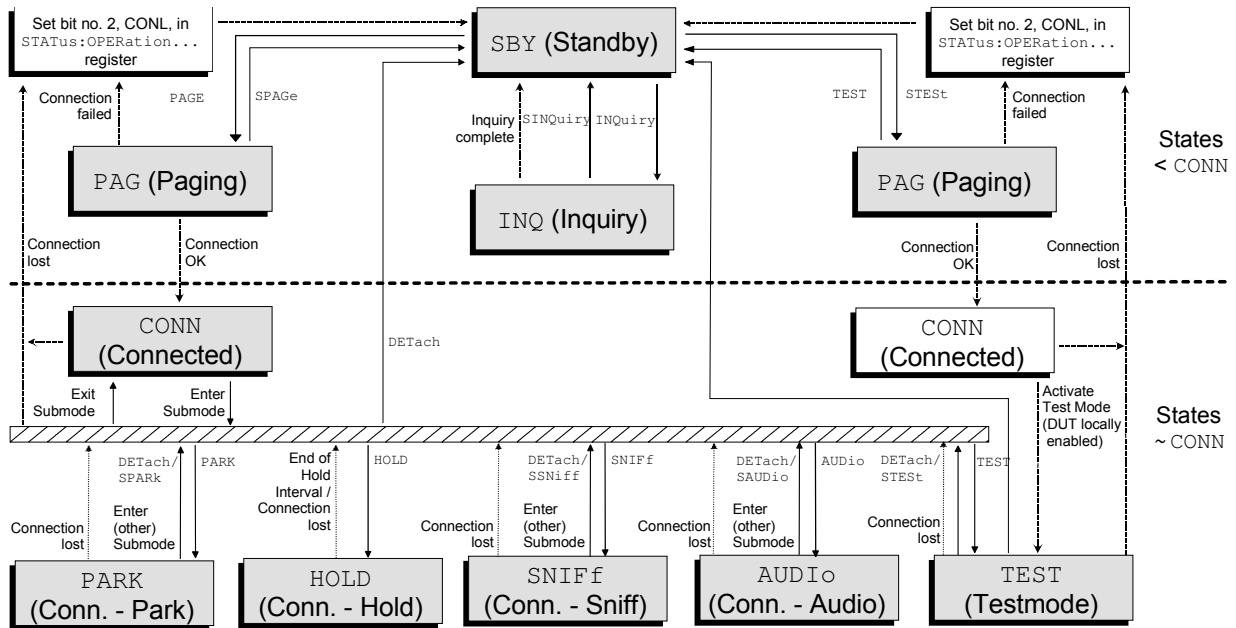 Set bit no. 2, CONL, in
STATus:OPERation...
register
SBY (Standby)
Set bit no. 2, CONL, in
STATus:OPERation...
register
Connection
failed
PAGE
SPAGe
Inquiry
complete
SINQuiry
INQuiry
TEST
STESt
Connection
failed
PAG (Paging)
INQ (Inquiry)
PAG (Paging)
States
< CONN
Connection
lost
Connection
OK
Connection
OK
Connection
lost
CONN
(Connected)
DETach
CONN
(Connected)
Exit
Submode
Enter
Submode
Activate
Test Mode
(DUT locally
enabled)
States
~ CONN
DETach/
SPARk
PARK
End of
Hold
Interval /
Connection
lost
HOLD
DETach/
SSNiff
SNIFf
DETach/
SAUDio
AUDio
DETach/
STESt
TEST
Connection
lost
Enter
(other)
Submode
Connection
lost
Enter
(other)
Submode
Connection
lost
Enter
(other)
Submode
Connection
lost
PARK
(Conn. - Park)
HOLD
(Conn. - Hold)
SNIFf
(Conn. - Sniff)
AUDIo
(Conn. - Audio)
TEST
(Testmode)